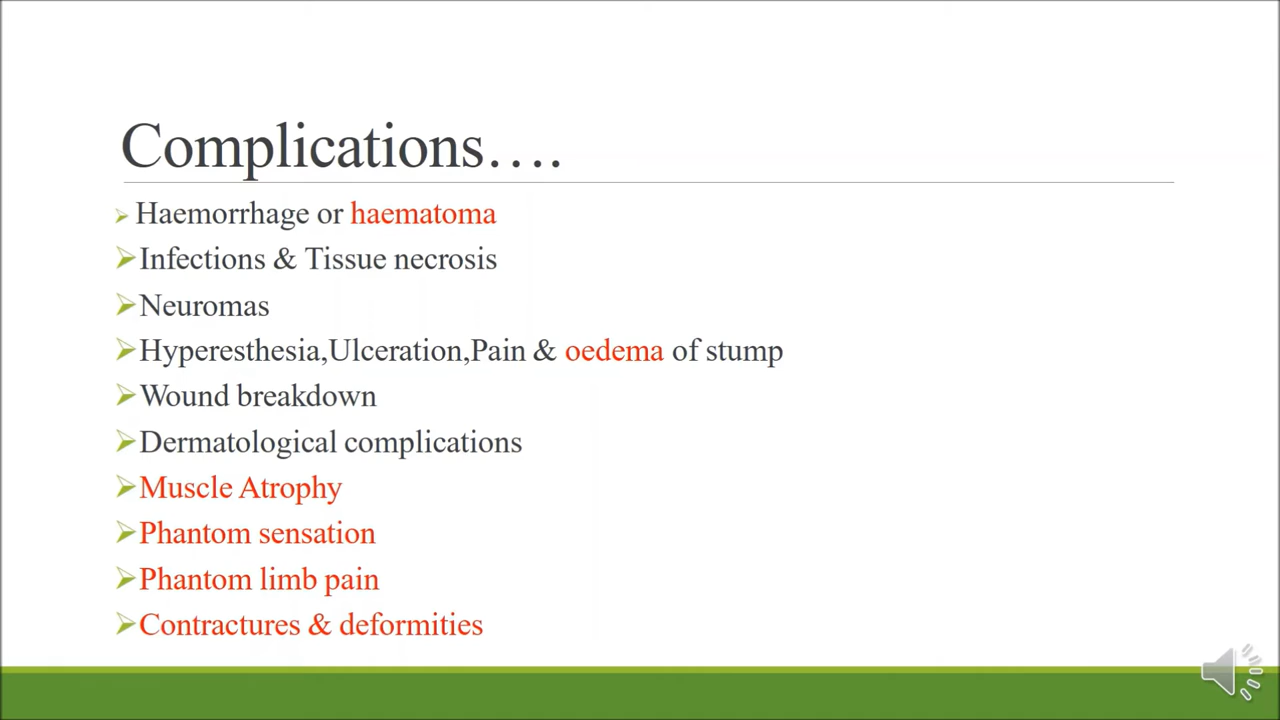 Complications….
Haemorrhage or haematoma
Infections & Tissue necrosis
Neuromas
Hyperesthesia,Ulceration,Pain & oedema of stump
Wound breakdown
Dermatological complications
Muscle Atrophy
Phantom sensation
Phantom limb pain
Contractures & deformities